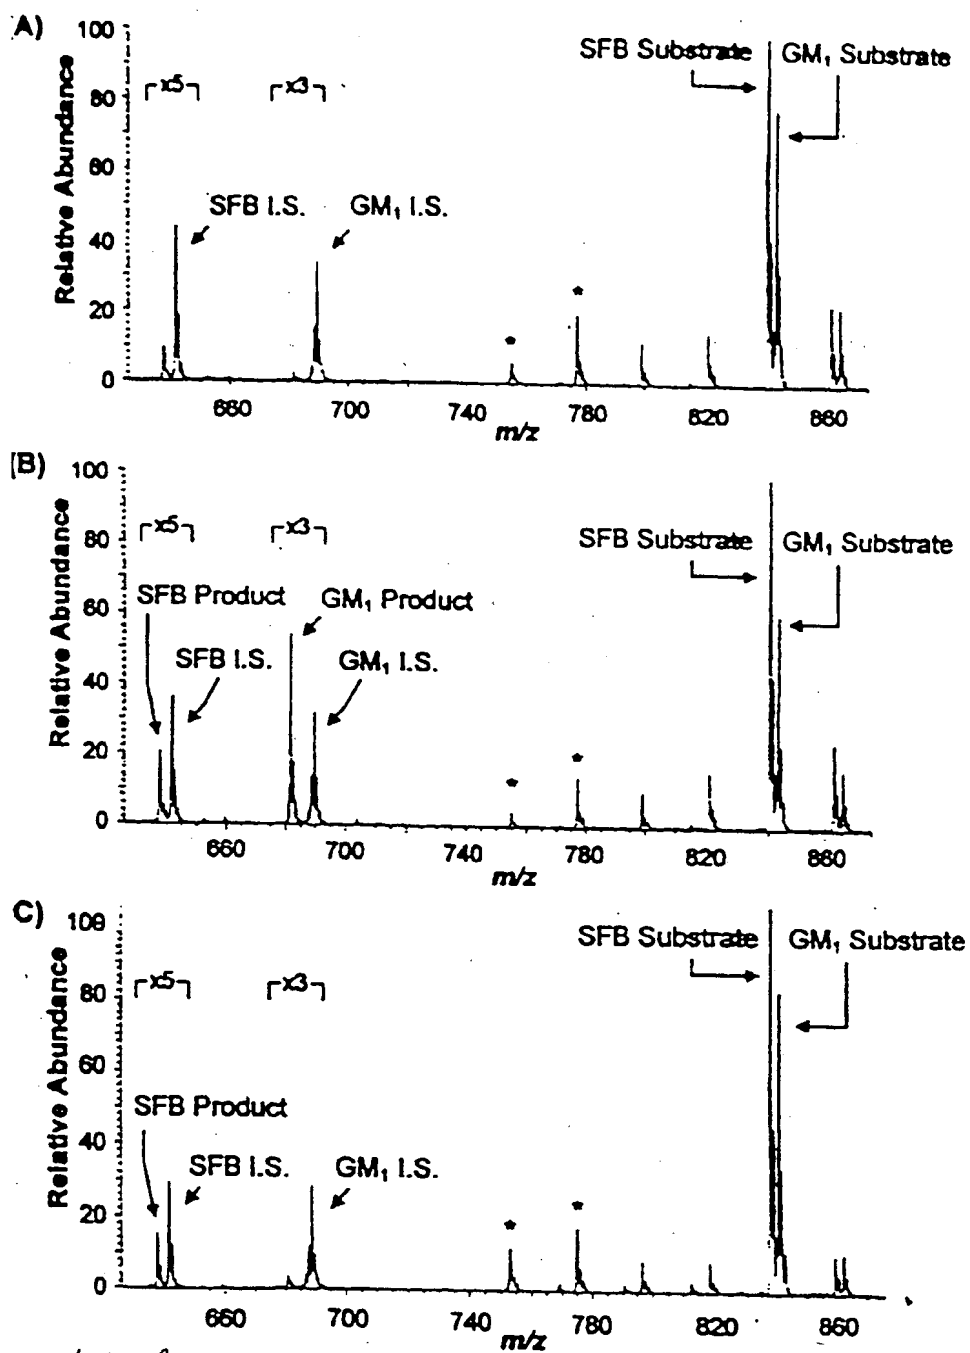 A)
Relative Abundance
100
80
60
40
20
0
x5
x3
SFB I.S.
GM₁ I.S.
*
*
SFB Substrate
GM₁ Substrate
660
700
740
780
820
860
m/z
(B)
Relative Abundance
100
80
60
40
20
0
x5
x3
SFB Product
GM₁ Product
SFB I.S.
GM₁ I.S.
*
*
SFB Substrate
GM₁ Substrate
660
700
740
780
820
860
m/z
C)
Relative Abundance
100
80
60
40
20
0
x5
x3
SFB Product
SFB I.S.
GM₁ I.S.
*
*
SFB Substrate
GM₁ Substrate
660
700
740
780
820
860
m/z